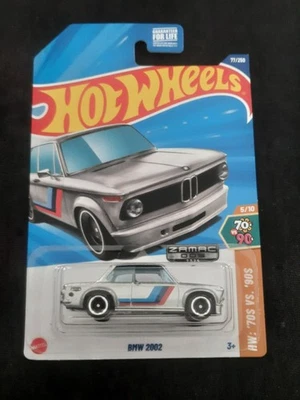 GUARANTEED
FOR LIFE
HOT WHEELS
77/250
5/10
70s
vs
90s
ZAMAC
HW: '70S VS. '90S
BMW 2002
3+